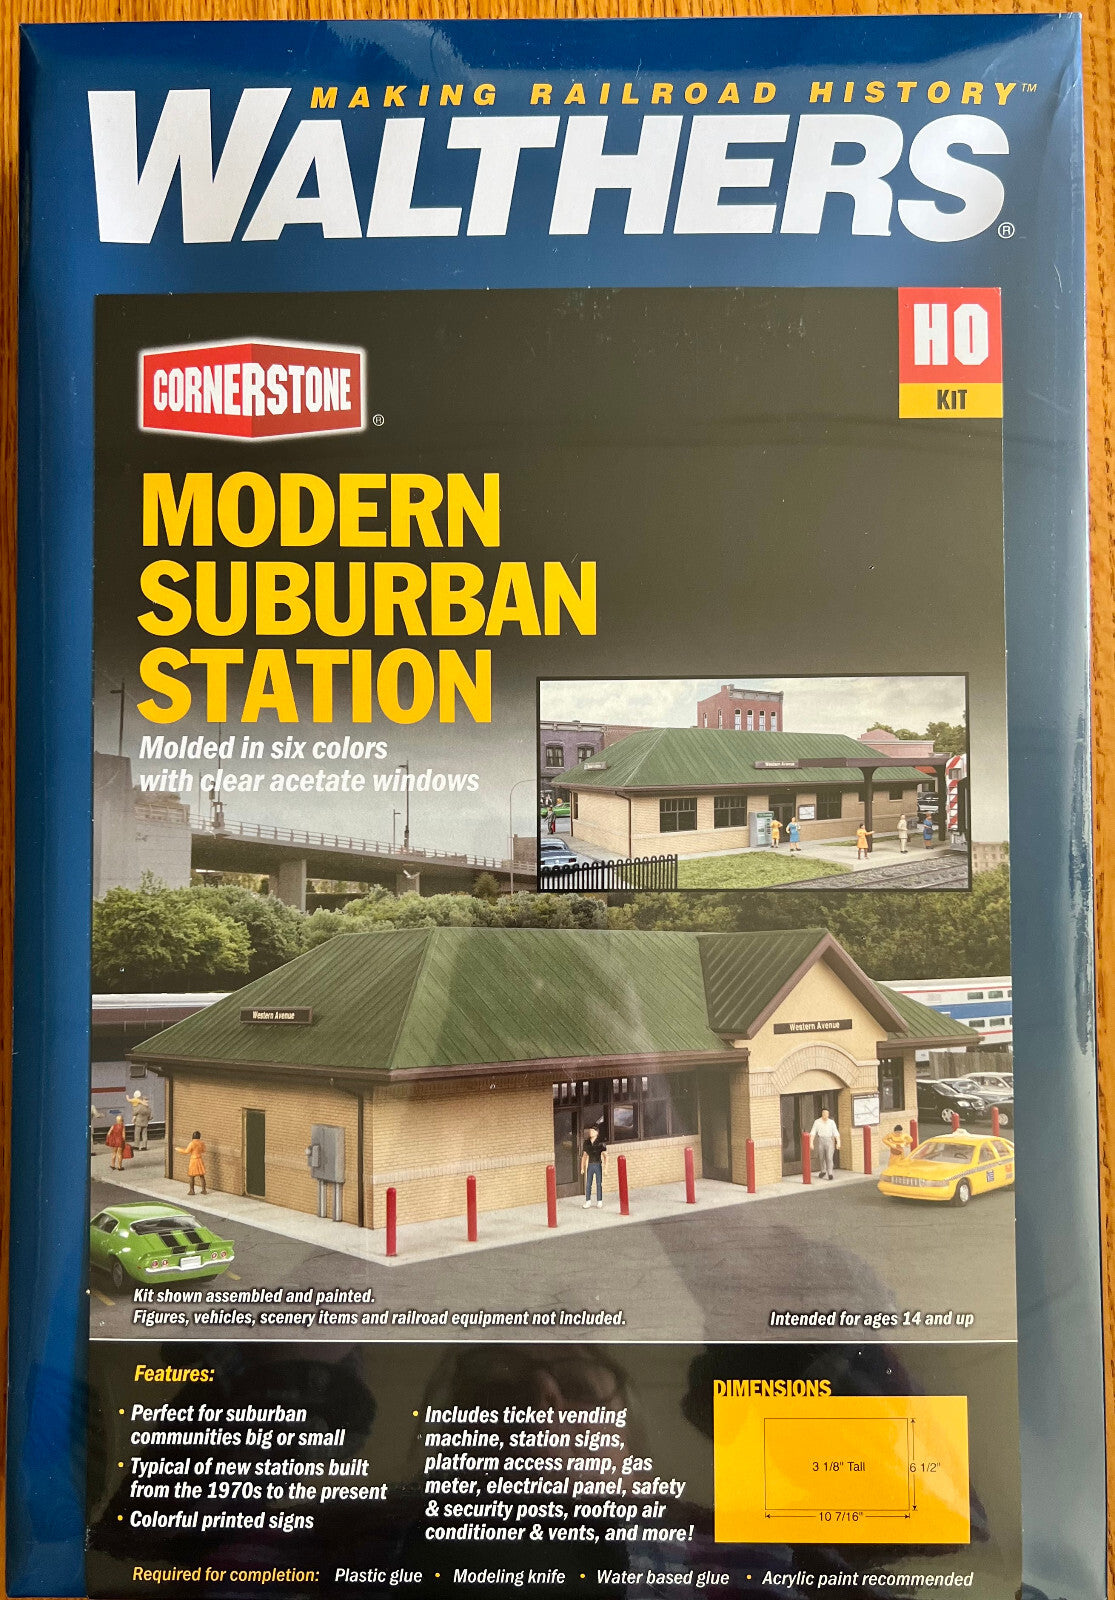 MAKING RAILROAD HISTORY™
WALTHERS®
HO
KIT
CORNERSTONE®
MODERN
SUBURBAN
STATION
Molded in six colors
with clear acetate windows
Western Avenue
Western Avenue
Western Avenue
Kit shown assembled and painted.
Figures, vehicles, scenery items and railroad equipment not included.
Intended for ages 14 and up
Features:
• Perfect for suburban
communities big or small
• Typical of new stations built
from the 1970s to the present
• Colorful printed signs
• Includes ticket vending
machine, station signs,
platform access ramp, gas
meter, electrical panel, safety
& security posts, rooftop air
conditioner & vents, and more!
DIMENSIONS
3 1/8" Tall
6 1/2"
10 7/16"
Required for completion: Plastic glue • Modeling knife • Water based glue • Acrylic paint recommended